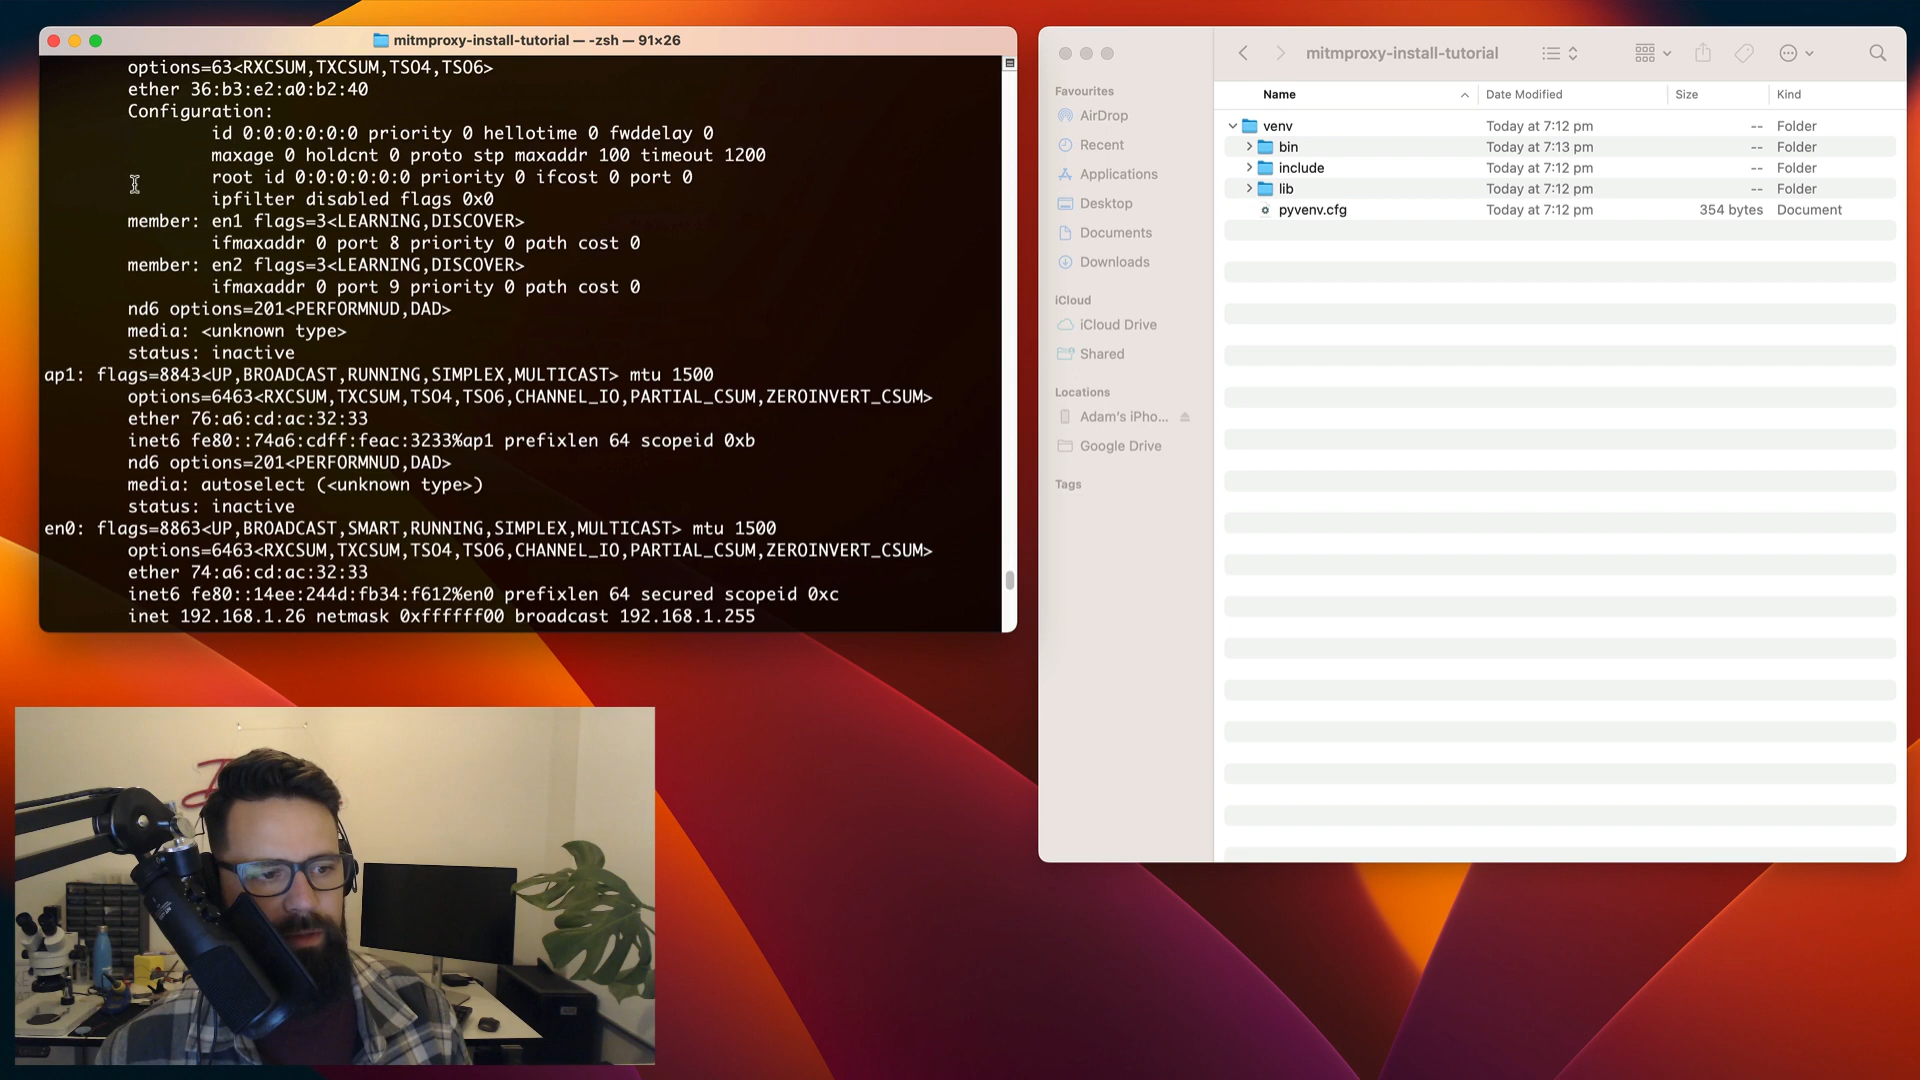 mitmproxy-install-tutorial — -zsh — 91×26
options=63<RXCSUM,TXCSUM,TSO4,TSO6>
ether 36:b3:e2:a0:b2:40
Configuration:
id 0:0:0:0:0:0 priority 0 hellotime 0 fwddelay 0
maxage 0 holdcnt 0 proto stp maxaddr 100 timeout 1200
root id 0:0:0:0:0:0 priority 0 ifcost 0 port 0
ipfilter disabled flags 0x0
member: en1 flags=3<LEARNING,DISCOVER>
ifmaxaddr 0 port 8 priority 0 path cost 0
member: en2 flags=3<LEARNING,DISCOVER>
ifmaxaddr 0 port 9 priority 0 path cost 0
nd6 options=201<PERFORMNUD,DAD>
media: <unknown type>
status: inactive
ap1: flags=8843<UP,BROADCAST,RUNNING,SIMPLEX,MULTICAST> mtu 1500
options=6463<RXCSUM,TXCSUM,TSO4,TSO6,CHANNEL_IO,PARTIAL_CSUM,ZEROINVERT_CSUM>
ether 76:a6:cd:ac:32:33
inet6 fe80::74a6:cdff:feac:3233%ap1 prefixlen 64 scopeid 0xb
nd6 options=201<PERFORMNUD,DAD>
media: autoselect (<unknown type>)
status: inactive
en0: flags=8863<UP,BROADCAST,SMART,RUNNING,SIMPLEX,MULTICAST> mtu 1500
options=6463<RXCSUM,TXCSUM,TSO4,TSO6,CHANNEL_IO,PARTIAL_CSUM,ZEROINVERT_CSUM>
ether 74:a6:cd:ac:32:33
inet6 fe80::14ee:244d:fb34:f612%en0 prefixlen 64 secured scopeid 0xc
inet 192.168.1.26 netmask 0xffffff00 broadcast 192.168.1.255
Favourites
AirDrop
Recent
Applications
Desktop
Documents
Downloads
iCloud
iCloud Drive
Shared
Locations
Adam's iPho...
Google Drive
Tags
mitmproxy-install-tutorial
Name Date Modified Size Kind
venv Today at 7:12 pm -- Folder
bin Today at 7:13 pm -- Folder
include Today at 7:12 pm -- Folder
lib Today at 7:12 pm -- Folder
pyvenv.cfg Today at 7:12 pm 354 bytes Document